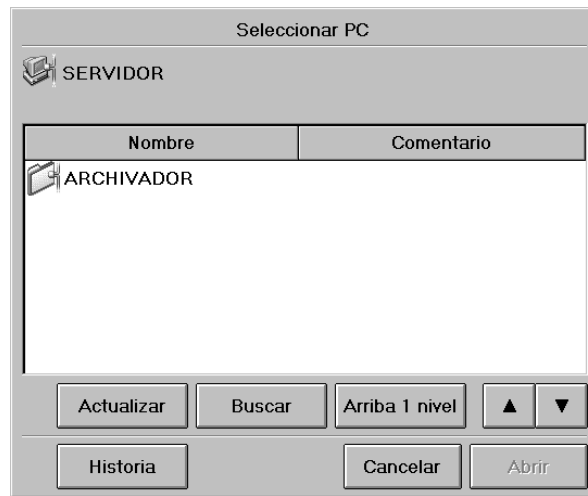 Seleccionar PC
SERVIDOR
Nombre Comentario
ARCHIVADOR
Actualizar Buscar Arriba 1 nivel ▲ ▼
Historia Cancelar Abrir